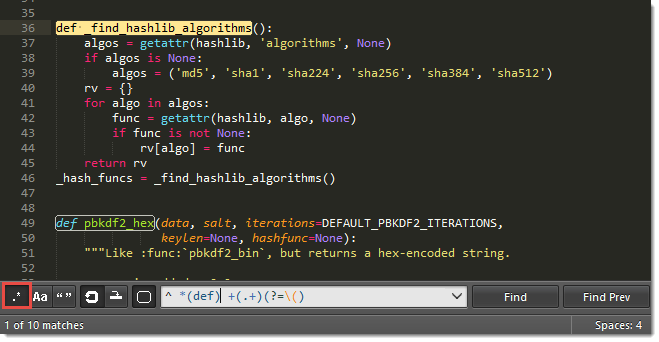 35
36 def _find_hashlib_algorithms():
37     algos = getattr(hashlib, 'algorithms', None)
38     if algos is None:
39         algos = ('md5', 'sha1', 'sha224', 'sha256', 'sha384', 'sha512')
40     rv = {}
41     for algo in algos:
42         func = getattr(hashlib, algo, None)
43         if func is not None:
44             rv[algo] = func
45     return rv
46 _hash_funcs = _find_hashlib_algorithms()
47
48
49 def pbkdf2_hex(data, salt, iterations=DEFAULT_PBKDF2_ITERATIONS,
50                keylen=None, hashfunc=None):
51     """Like :func:`pbkdf2_bin`, but returns a hex-encoded string.
52
.* Aa “” ^ *(def) +(.+)(?=\() Find Find Prev
1 of 10 matches Spaces: 4